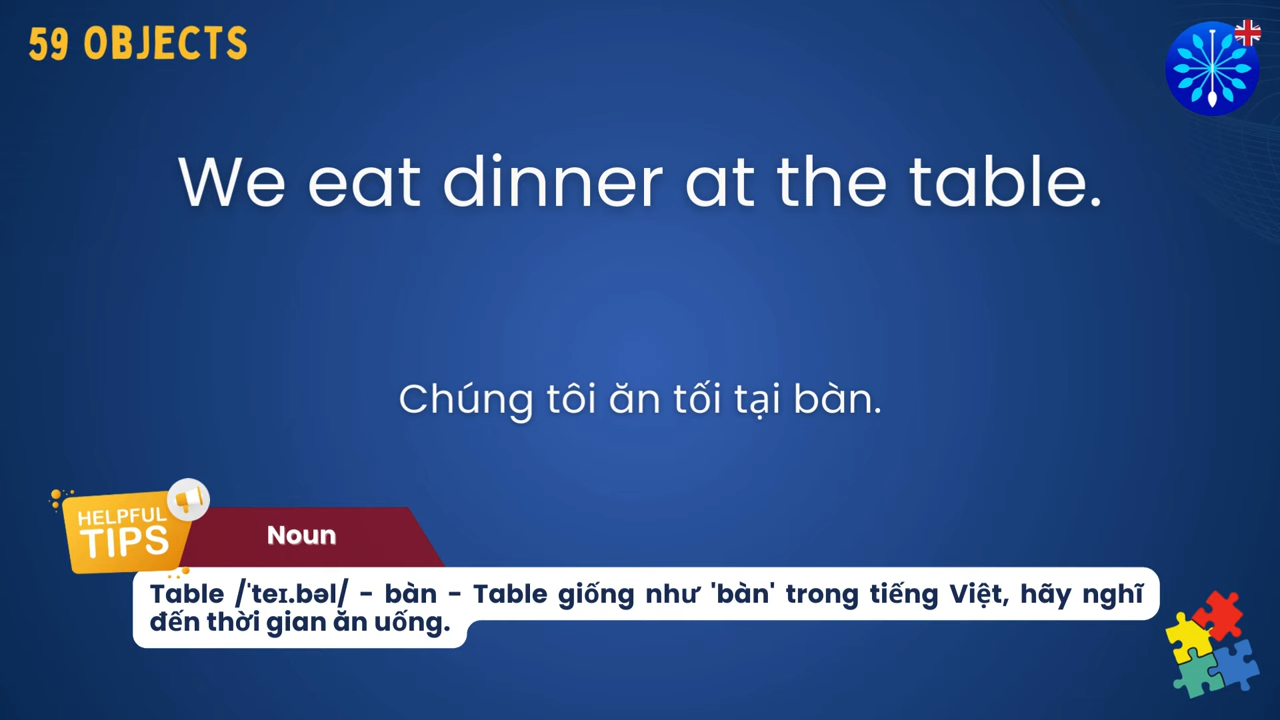 59 OBJECTS
We eat dinner at the table.
Chúng tôi ăn tối tại bàn.
HELPFUL
TIPS
Noun
Table /ˈteɪ.bəl/ - bàn - Table giống như 'bàn' trong tiếng Việt, hãy nghĩ
đến thời gian ăn uống.